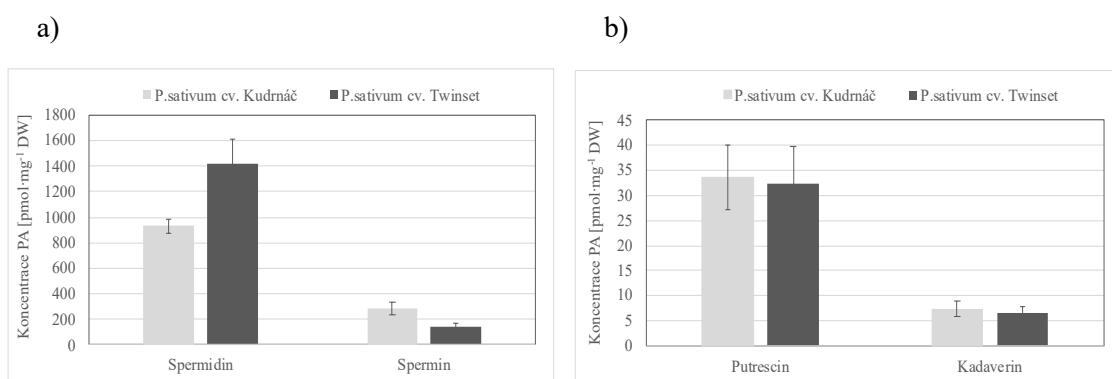 a)
P.sativum cv. Kudrnáč P.sativum cv. Twinset
Koncentrace PA [pmol·mg⁻¹ DW]
1800
1600
1400
1200
1000
800
600
400
200
0
Spermidin Spermin
b)
P.sativum cv. Kudrnáč P.sativum cv. Twinset
Koncentrace PA [pmol·mg⁻¹ DW]
45
40
35
30
25
20
15
10
5
0
Putrescin Kadaverin